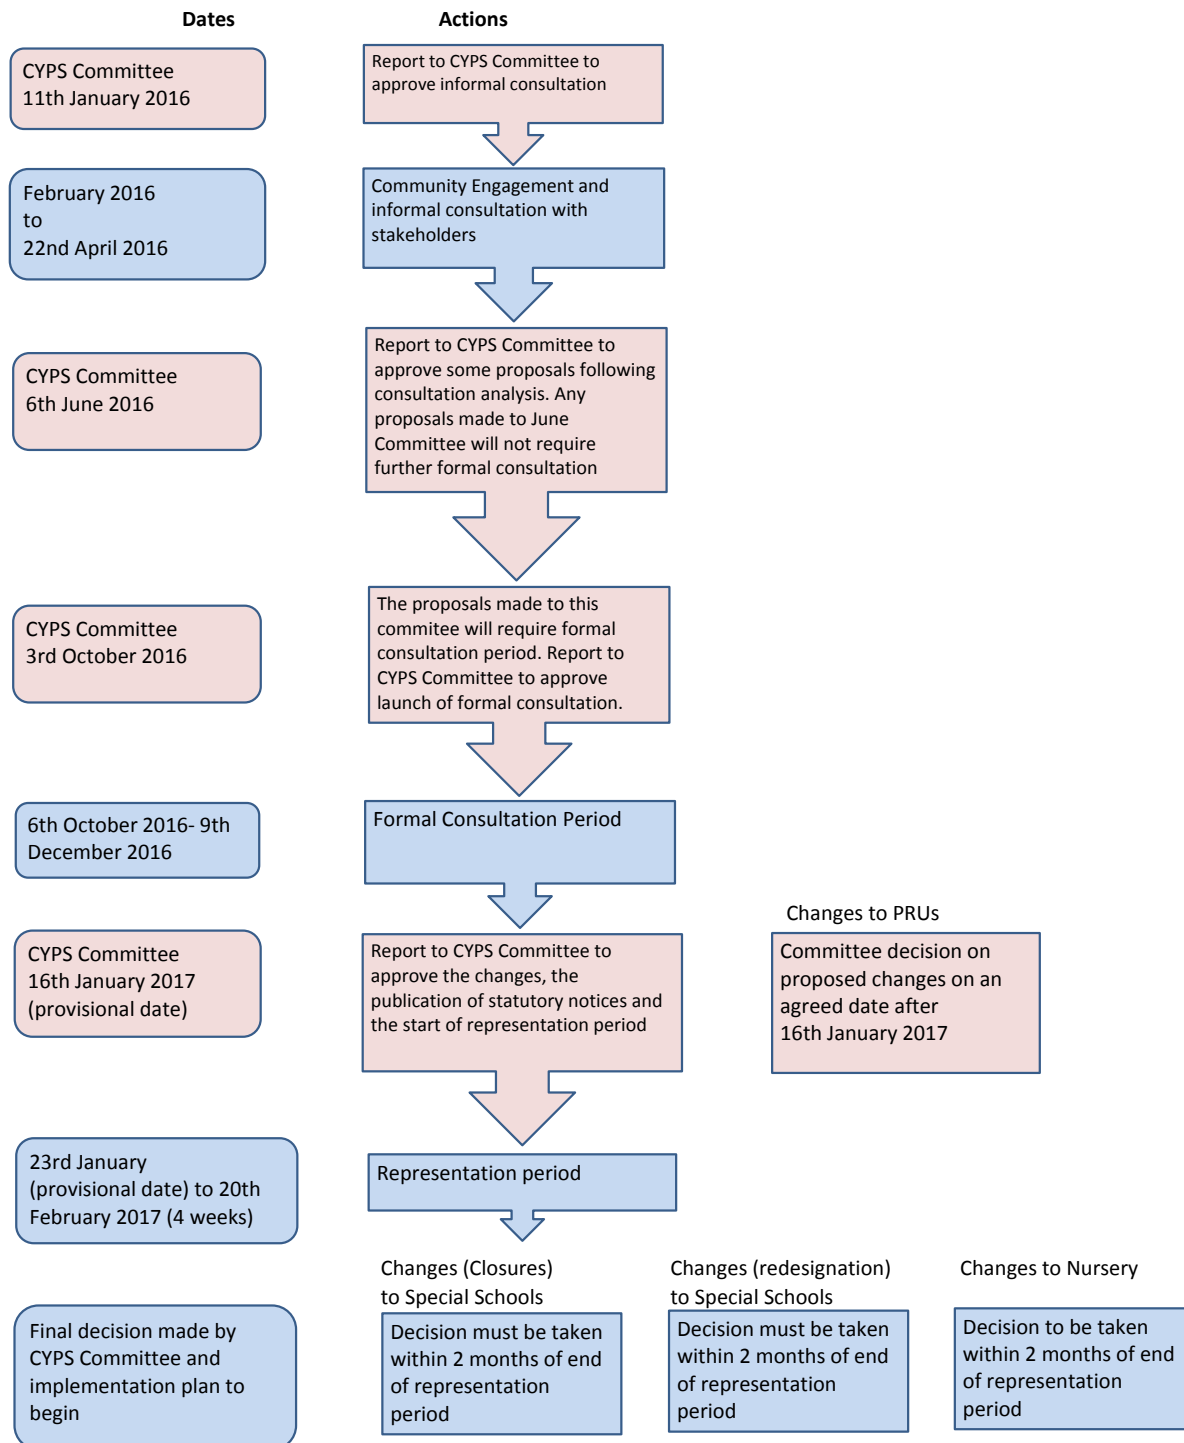 Dates
Actions
CYPS Committee
11th January 2016
Report to CYPS Committee to
approve informal consultation
February 2016
to
22nd April 2016
Community Engagement and
informal consultation with
stakeholders
CYPS Committee
6th June 2016
Report to CYPS Committee to
approve some proposals following
consultation analysis. Any
proposals made to June
Committee will not require
further formal consultation
CYPS Committee
3rd October 2016
The proposals made to this
commitee will require formal
consultation period. Report to
CYPS Committee to approve
launch of formal consultation.
6th October 2016- 9th
December 2016
Formal Consultation Period
CYPS Committee
16th January 2017
(provisional date)
Report to CYPS Committee to
approve the changes, the
publication of statutory notices and
the start of representation period
Changes to PRUs
Committee decision on
proposed changes on an
agreed date after
16th January 2017
23rd January
(provisional date) to 20th
February 2017 (4 weeks)
Representation period
Final decision made by
CYPS Committee and
implementation plan to
begin
Changes (Closures)
to Special Schools
Decision must be taken
within 2 months of end
of representation
period
Changes (redesignation)
to Special Schools
Decision must be taken
within 2 months of end
of representation
period
Changes to Nursery
Decision to be taken
within 2 months of end
of representation
period